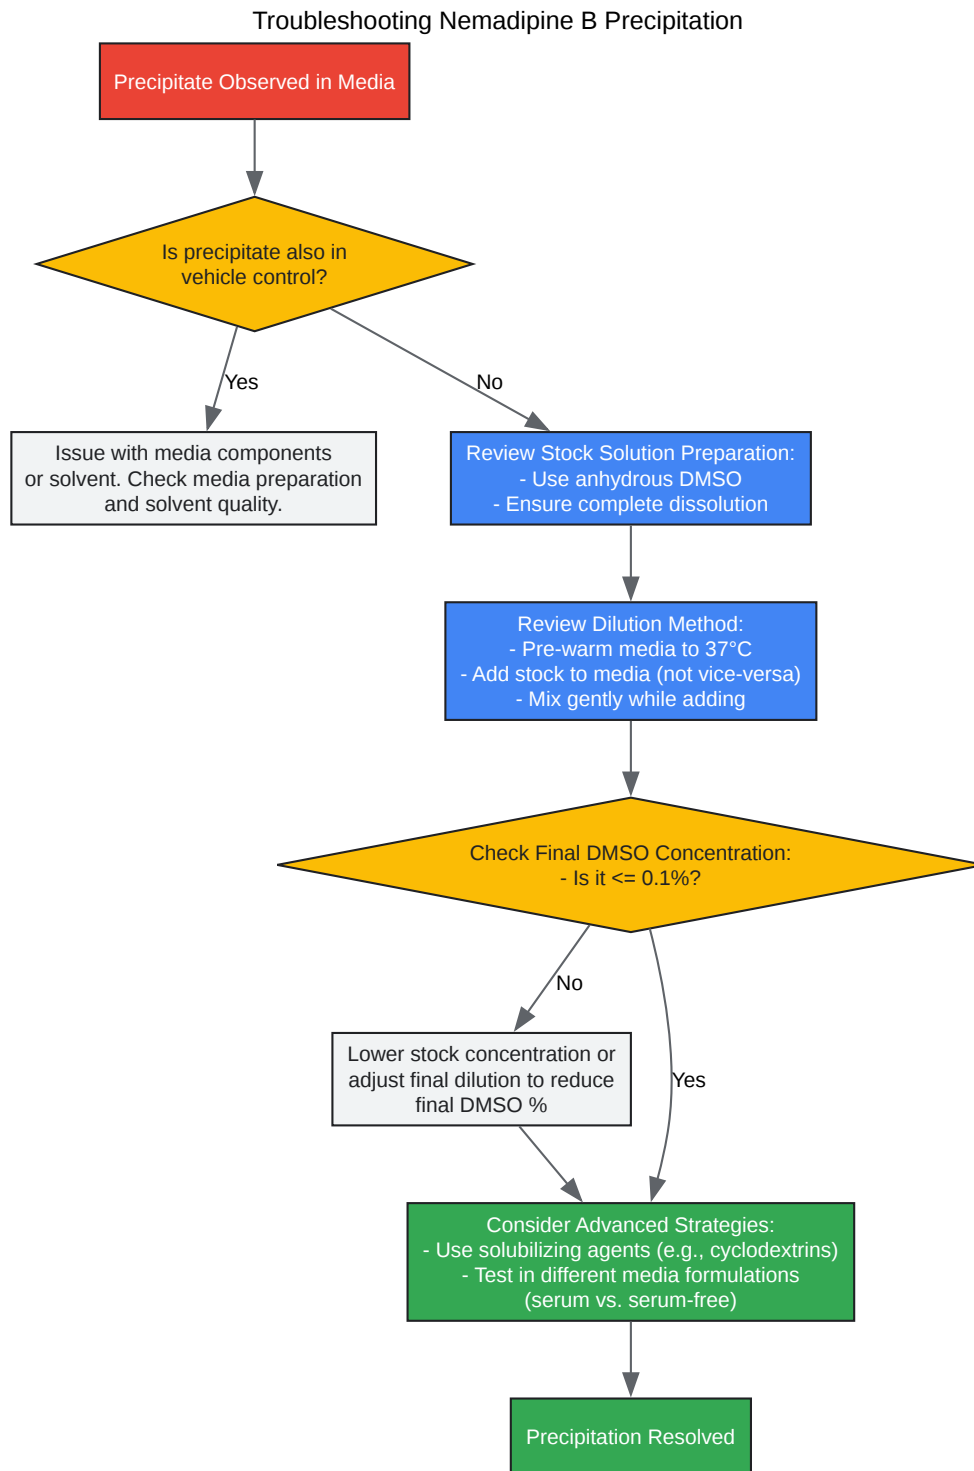 Troubleshooting Nemadipine B Precipitation
Precipitate Observed in Media
Is precipitate also in
vehicle control?
Yes
No
Issue with media components
or solvent. Check media preparation
and solvent quality.
Review Stock Solution Preparation:
- Use anhydrous DMSO
- Ensure complete dissolution
Review Dilution Method:
- Pre-warm media to 37°C
- Add stock to media (not vice-versa)
- Mix gently while adding
Check Final DMSO Concentration:
- Is it <= 0.1%?
No
Yes
Lower stock concentration or
adjust final dilution to reduce
final DMSO %
Consider Advanced Strategies:
- Use solubilizing agents (e.g., cyclodextrins)
- Test in different media formulations
(serum vs. serum-free)
Precipitation Resolved